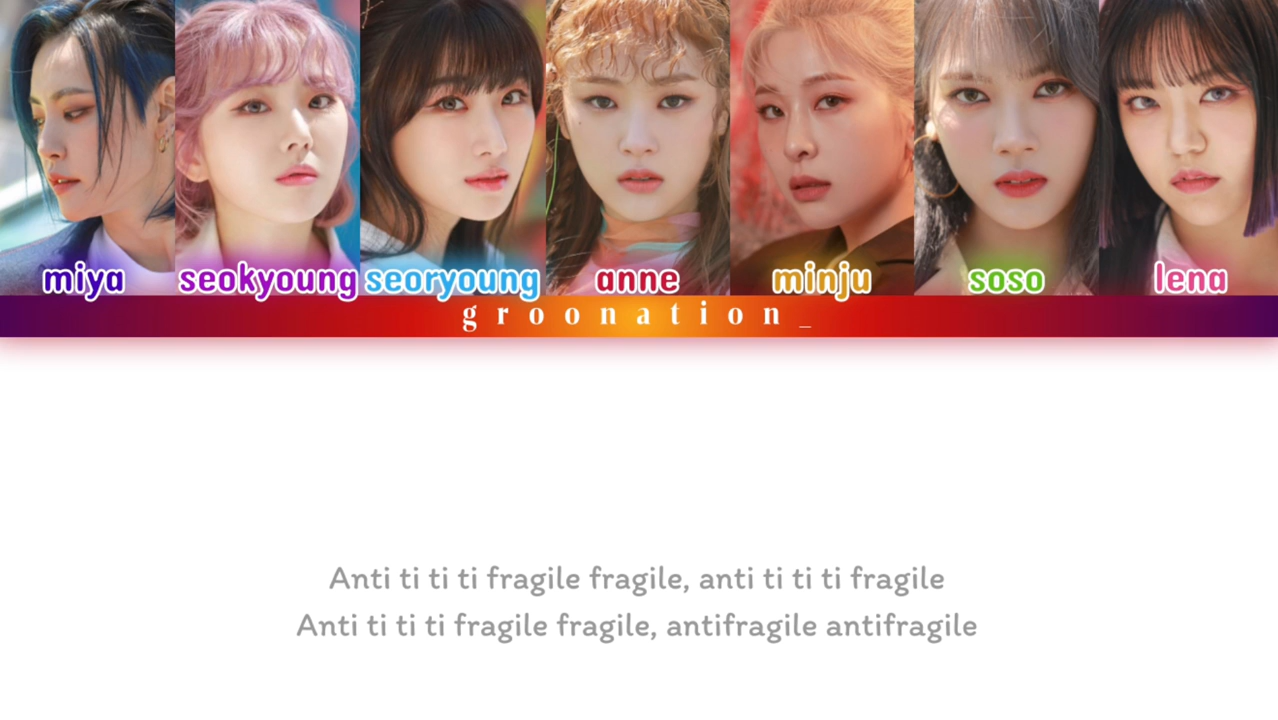 miya seokyoung seoryoung anne minju soso lena
groonation_
Anti ti ti ti fragile fragile, anti ti ti ti fragile
Anti ti ti ti fragile fragile, antifragile antifragile